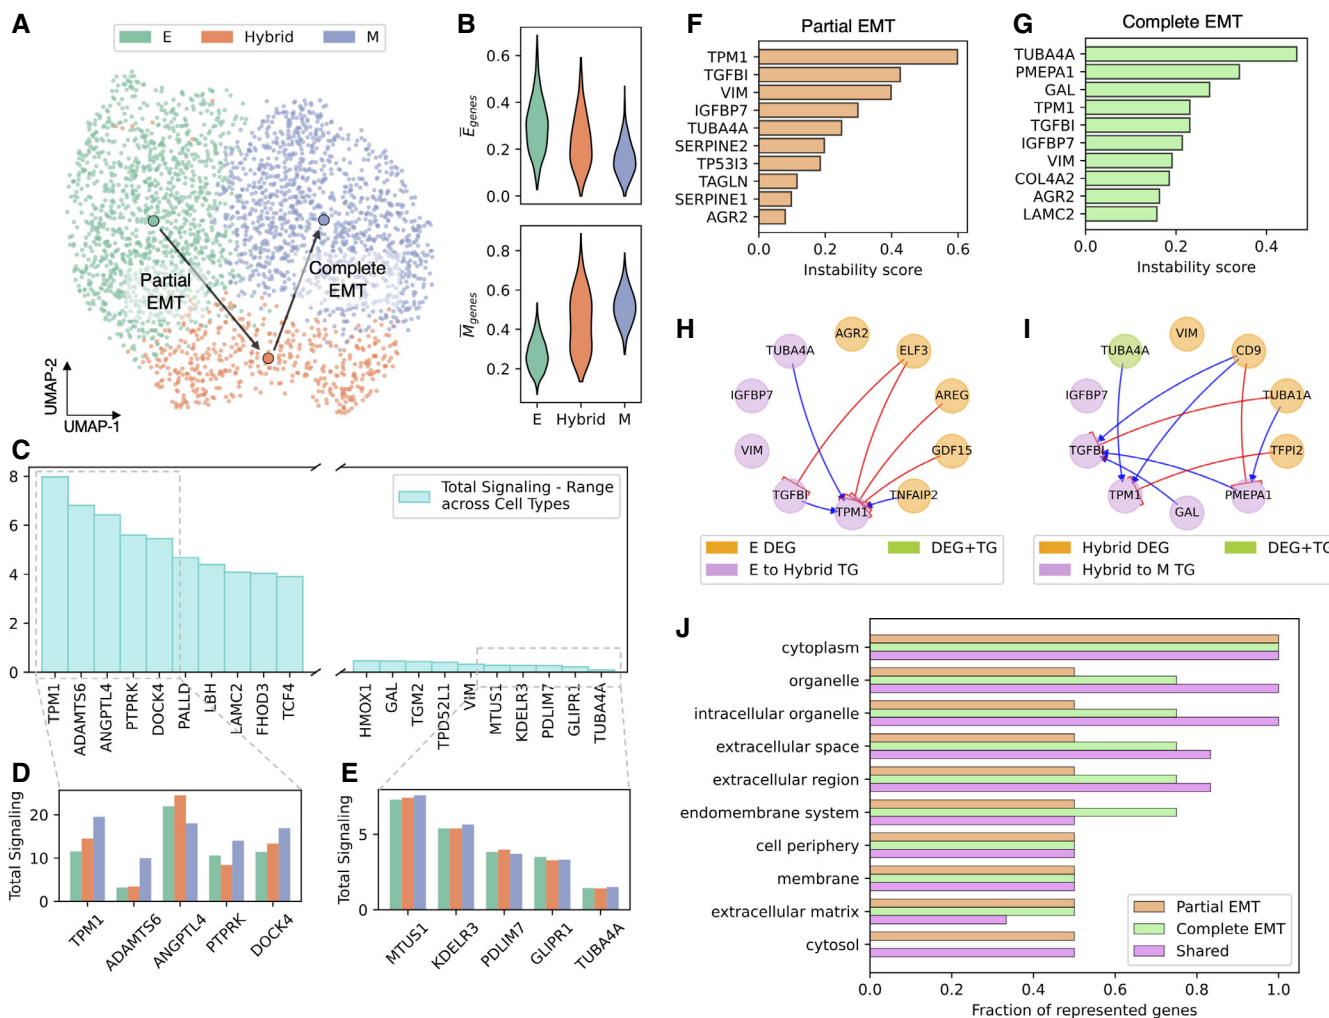 A
E
Hybrid
M
Partial
EMT
Complete
EMT
UMAP-2
UMAP-1
B
0.6
0.4
0.2
0.0
E̅genes
0.8
0.6
0.4
0.2
M̅genes
E Hybrid M
C
8
6
4
2
0
Total Signaling - Range
across Cell Types
TPM1
ADAMTS6
ANGPTL4
PTPRK
DOCK4
PALLD
LBH
LAMC2
FHOD3
TCF4
HMOX1
GAL
TGM2
TPD52L1
VIM
MTUS1
KDELR3
PDLIM7
GLIPR1
TUBA4A
D
Total Signaling
20
10
0
TPM1
ADAMTS6
ANGPTL4
PTPRK
DOCK4
E
Total Signaling
5
0
MTUS1
KDELR3
PDLIM7
GLIPR1
TUBA4A
F
Partial EMT
TPM1
TGFBI
VIM
IGFBP7
TUBA4A
SERPINE2
TP53I3
TAGLN
SERPINE1
AGR2
0.0 0.2 0.4 0.6
Instability score
G
Complete EMT
TUBA4A
PMEPA1
GAL
TPM1
TGFBI
IGFBP7
VIM
COL4A2
AGR2
LAMC2
0.0 0.2 0.4
Instability score
H
AGR2
TUBA4A
ELF3
IGFBP7
AREG
VIM
GDF15
TGFBI
TNFAIP2
TPM1
E DEG
DEG+TG
E to Hybrid TG
I
VIM
TUBA4A
CD9
IGFBP7
TUBA1A
TGFBI
TFPI2
TPM1
PMEPA1
GAL
Hybrid DEG
DEG+TG
Hybrid to M TG
J
cytoplasm
organelle
intracellular organelle
extracellular space
extracellular region
endomembrane system
cell periphery
membrane
extracellular matrix
cytosol
Partial EMT
Complete EMT
Shared
0.0 0.2 0.4 0.6 0.8 1.0
Fraction of represented genes